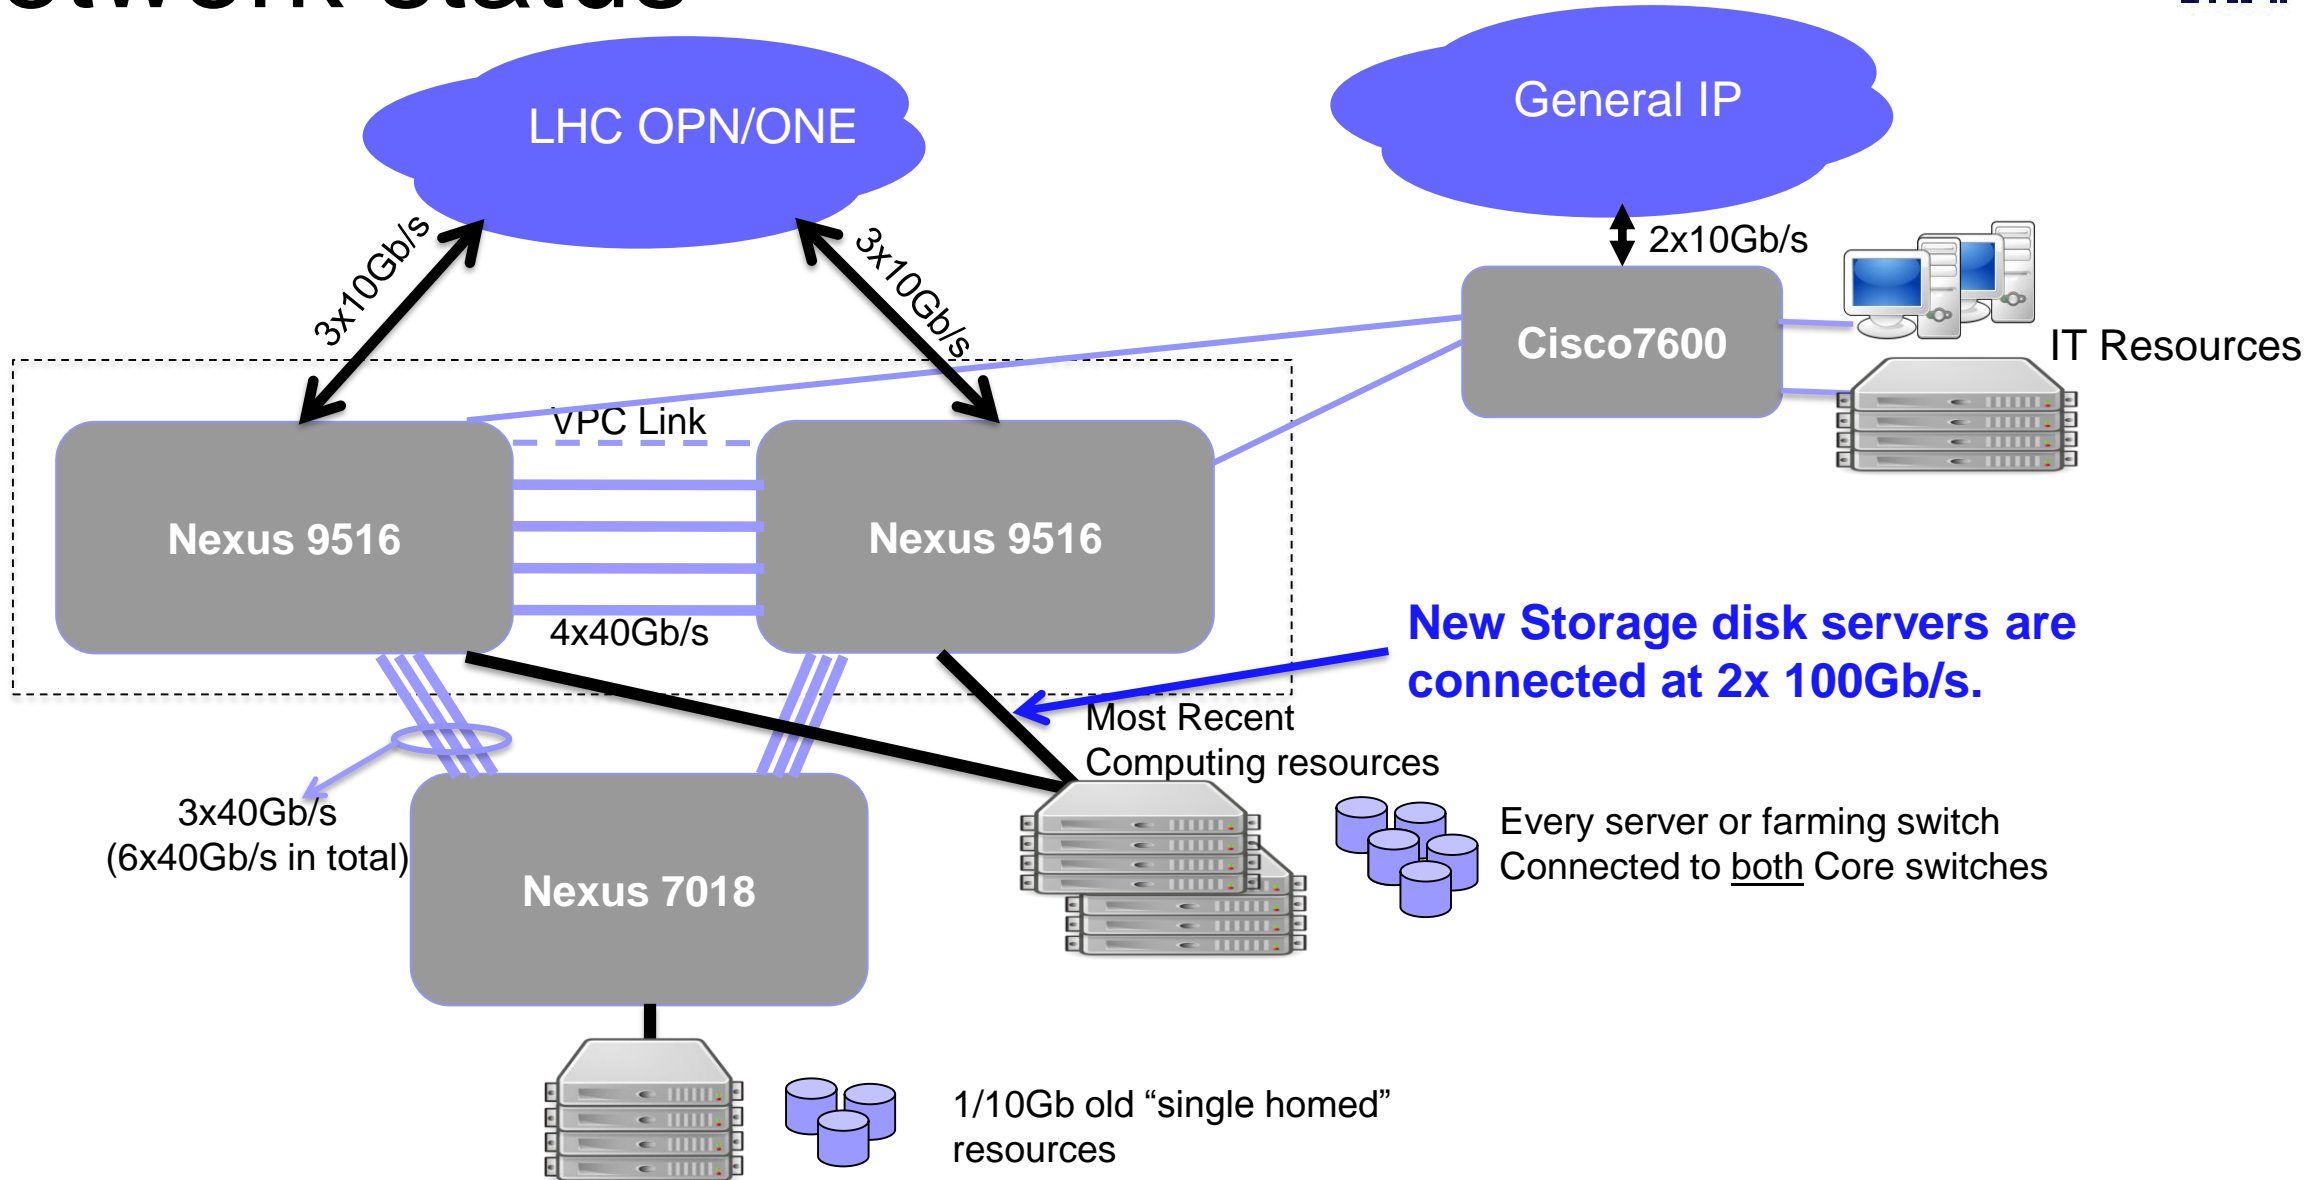 status
LHC OPN/ONE
General IP
3x10Gb/s
3x10Gb/s
2x10Gb/s
Cisco7600
IT Resources
VPC Link
Nexus 9516
Nexus 9516
4x40Gb/s
New Storage disk servers are
connected at 2x 100Gb/s.
Most Recent
Computing resources
3x40Gb/s
(6x40Gb/s in total)
Every server or farming switch
Connected to both Core switches
Nexus 7018
1/10Gb old “single homed”
resources